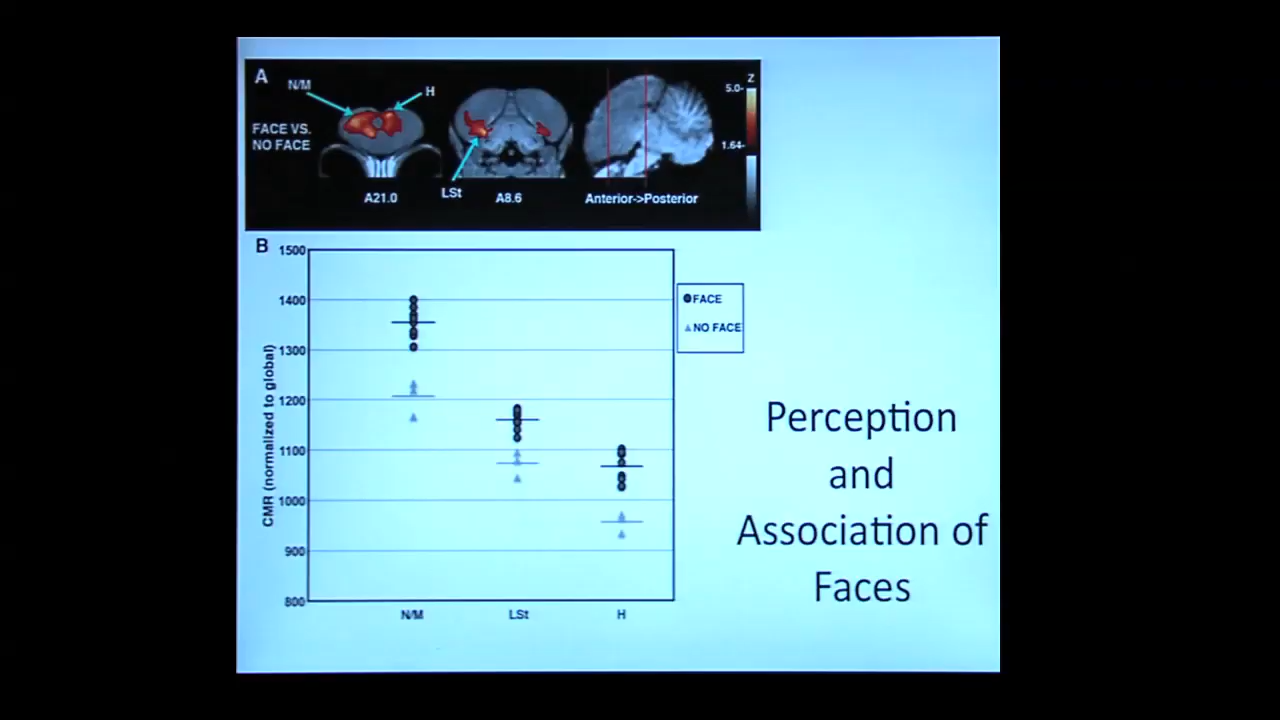 A
N/M
H
FACE VS.
NO FACE
LSt
A21.0
A8.6
Anterior->Posterior
Z
5.0-
1.64-
B
1500
1400
1300
1200
1100
1000
900
800
CMR (normalized to global)
N/M
LSt
H
FACE
NO FACE
Perception
and
Association of
Faces